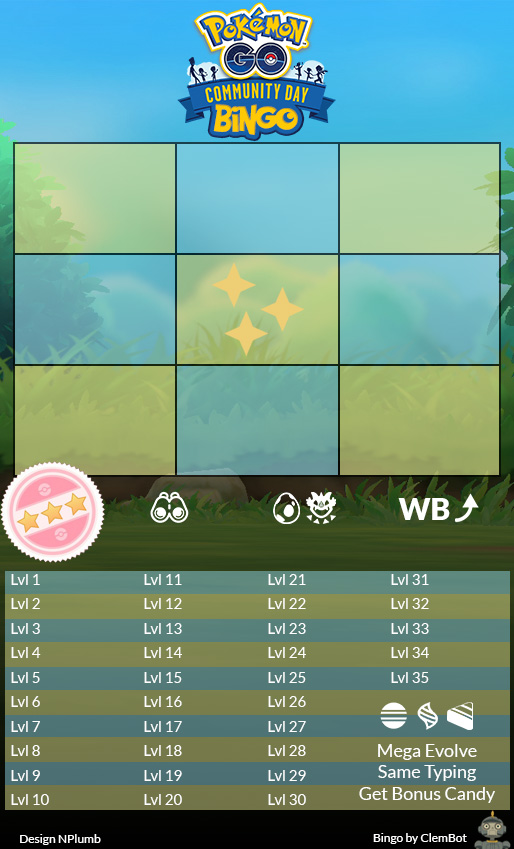 POKéMON
GO
COMMUNITY DAY
BiNGO
WB
Lvl 1 Lvl 11 Lvl 21 Lvl 31
Lvl 2 Lvl 12 Lvl 22 Lvl 32
Lvl 3 Lvl 13 Lvl 23 Lvl 33
Lvl 4 Lvl 14 Lvl 24 Lvl 34
Lvl 5 Lvl 15 Lvl 25 Lvl 35
Lvl 6 Lvl 16 Lvl 26
Lvl 7 Lvl 17 Lvl 27
Lvl 8 Lvl 18 Lvl 28
Lvl 9 Lvl 19 Lvl 29
Lvl 10 Lvl 20 Lvl 30
Mega Evolve
Same Typing
Get Bonus Candy
Design NPlumb
Bingo by ClemBot